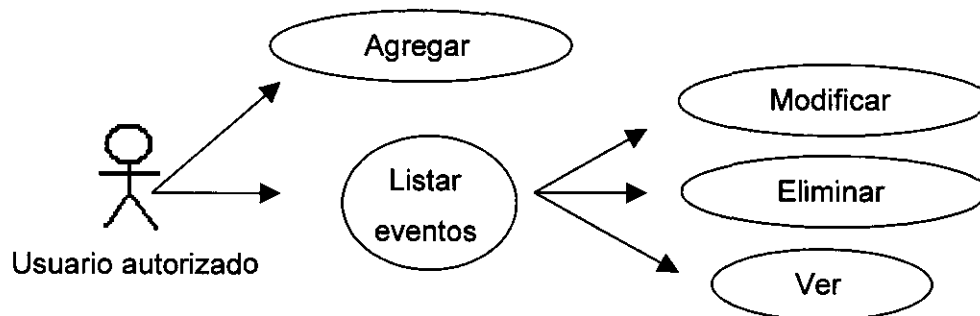 Agregar
Modificar
Listar
eventos
Eliminar
Usuario autorizado
Ver